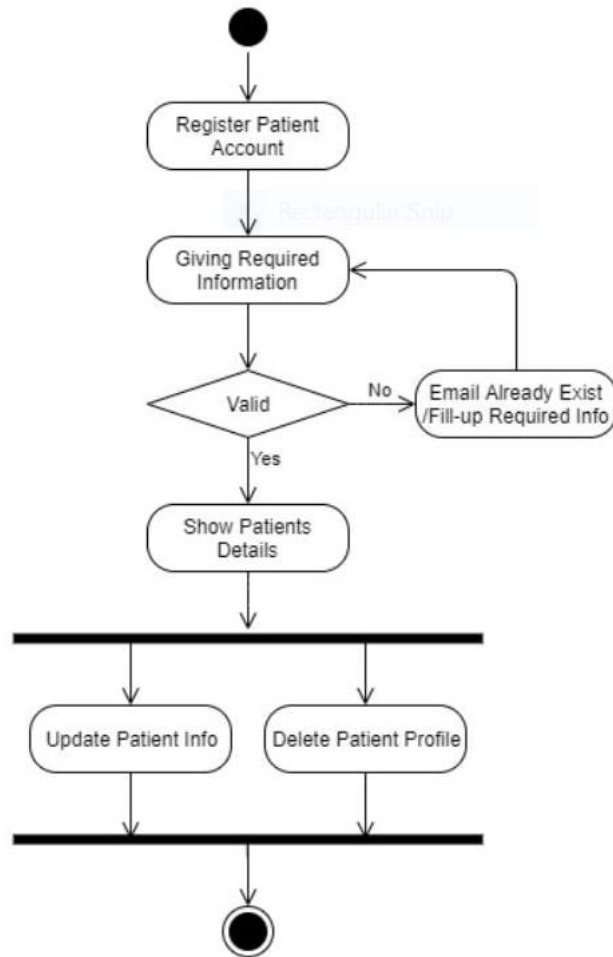 Register Patient
Account
Rectangular Snip
Giving Required
Information
Valid
No
Email Already Exist
/Fill-up Required Info
Yes
Show Patients
Details
Update Patient Info
Delete Patient Profile